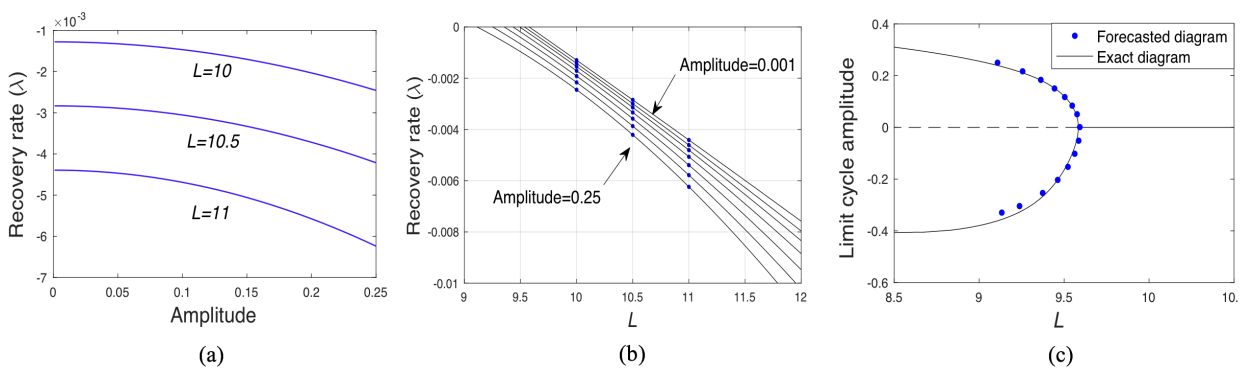 ×10⁻³
-1
-2
-3
-4
-5
-6
-7
Recovery rate (λ)
L=10
L=10.5
L=11
0
0.05
0.1
0.15
0.2
0.25
Amplitude
(a)
0
-0.002
-0.004
-0.006
-0.008
-0.01
Recovery rate (λ)
Amplitude=0.001
Amplitude=0.25
9
9.5
10
10.5
11
11.5
12
L
(b)
0.4
0.2
0
-0.2
-0.4
-0.6
Limit cycle amplitude
Forecasted diagram
Exact diagram
8.5
9
9.5
10
10.
L
(c)